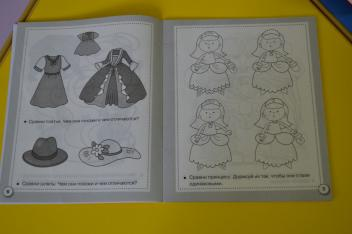 Сравни платья. Чем они похожи и чем отличаются?
Сравни шляпы. Чем они похожи и чем отличаются?
Сравни принцесс. Дорисуй их так, чтобы они стали
одинаковыми.